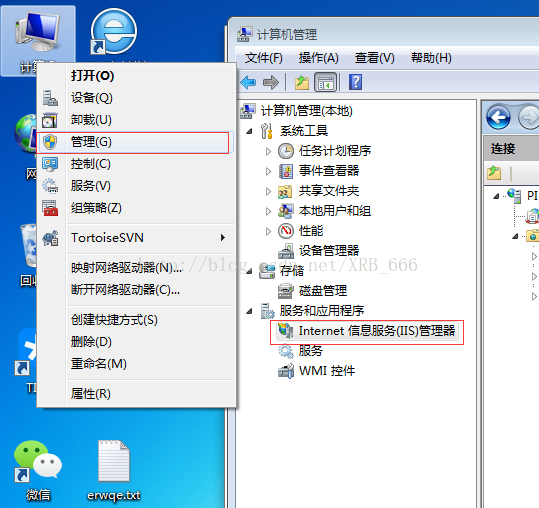 计算机管理
文件(F) 操作(A) 查看(V) 帮助(H)
打开(O)
设备(Q)
卸载(U)
管理(G)
控制(C)
服务(V)
组策略(Z)
TortoiseSVN
映射网络驱动器(N)...
断开网络驱动器(C)...
创建快捷方式(S)
删除(D)
重命名(M)
属性(R)
计算机管理(本地)
系统工具
任务计划程序
事件查看器
共享文件夹
本地用户和组
性能
设备管理器
存储
磁盘管理
服务和应用程序
Internet 信息服务(IIS)管理器
服务
WMI 控件
连接
PI
http://blog.csdn.net/XRB_666
微信
erwqe.txt